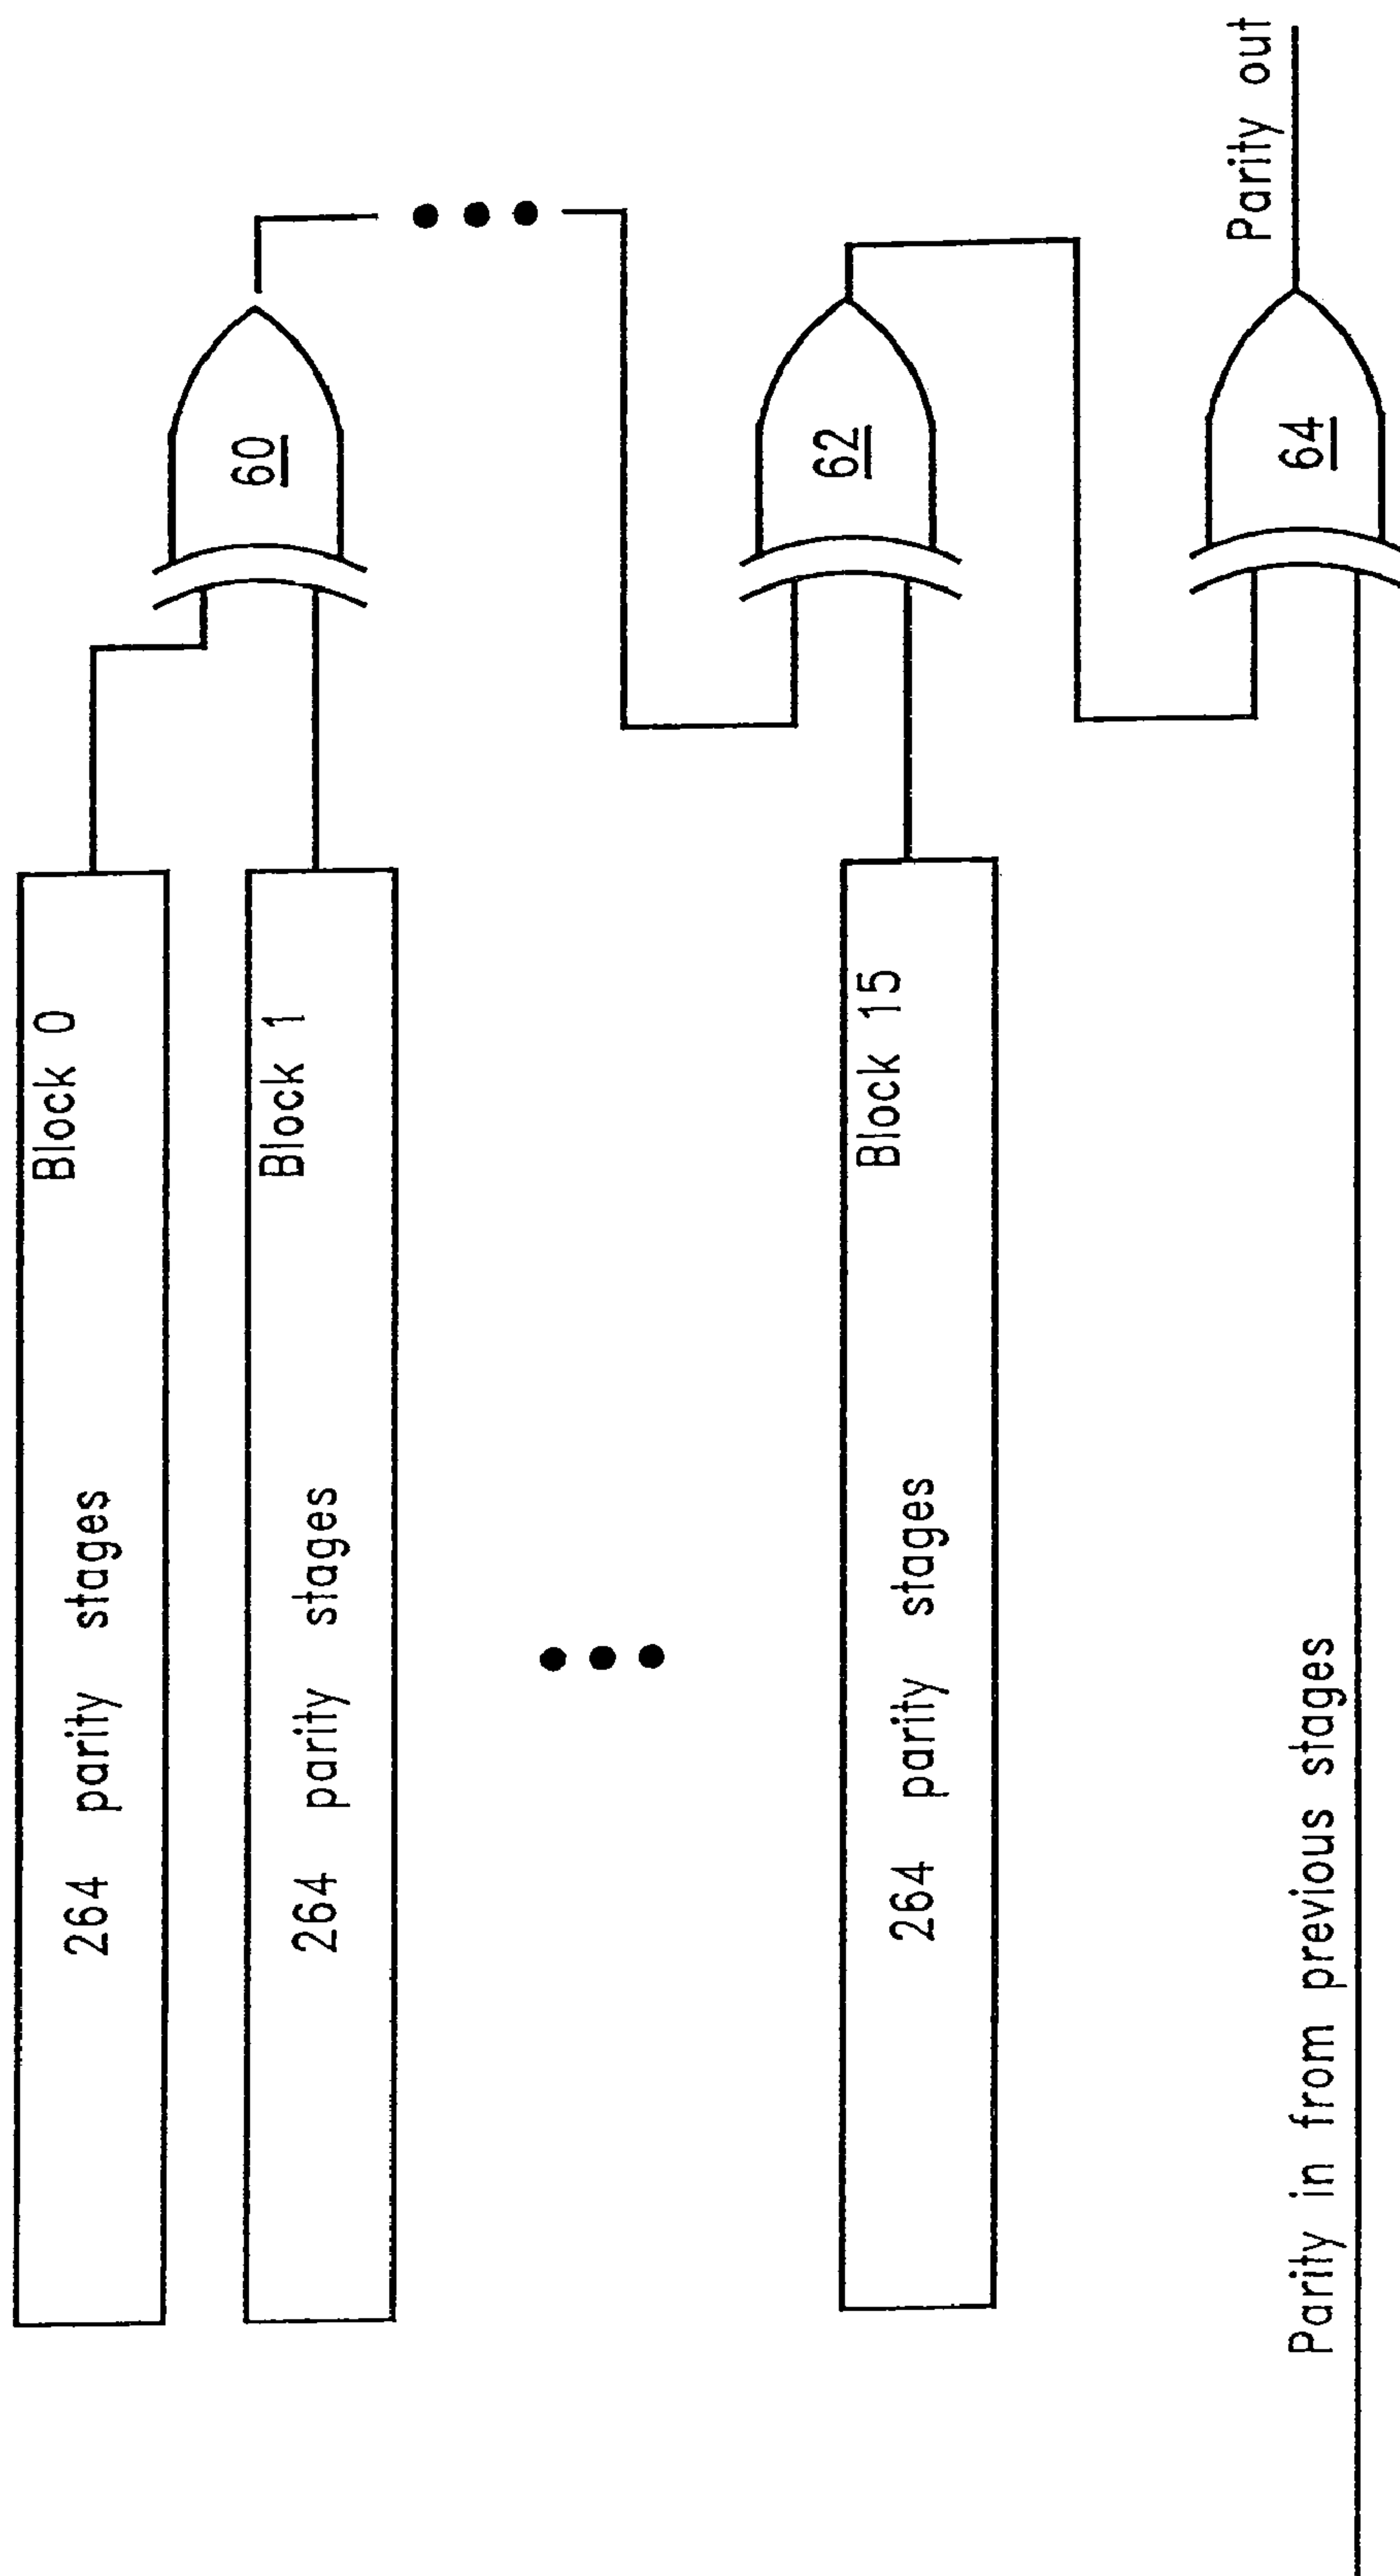 Block 0
264 parity stages
60
Block 1
264 parity stages
62
Block 15
264 parity stages
Parity out
64
Parity in from previous stages